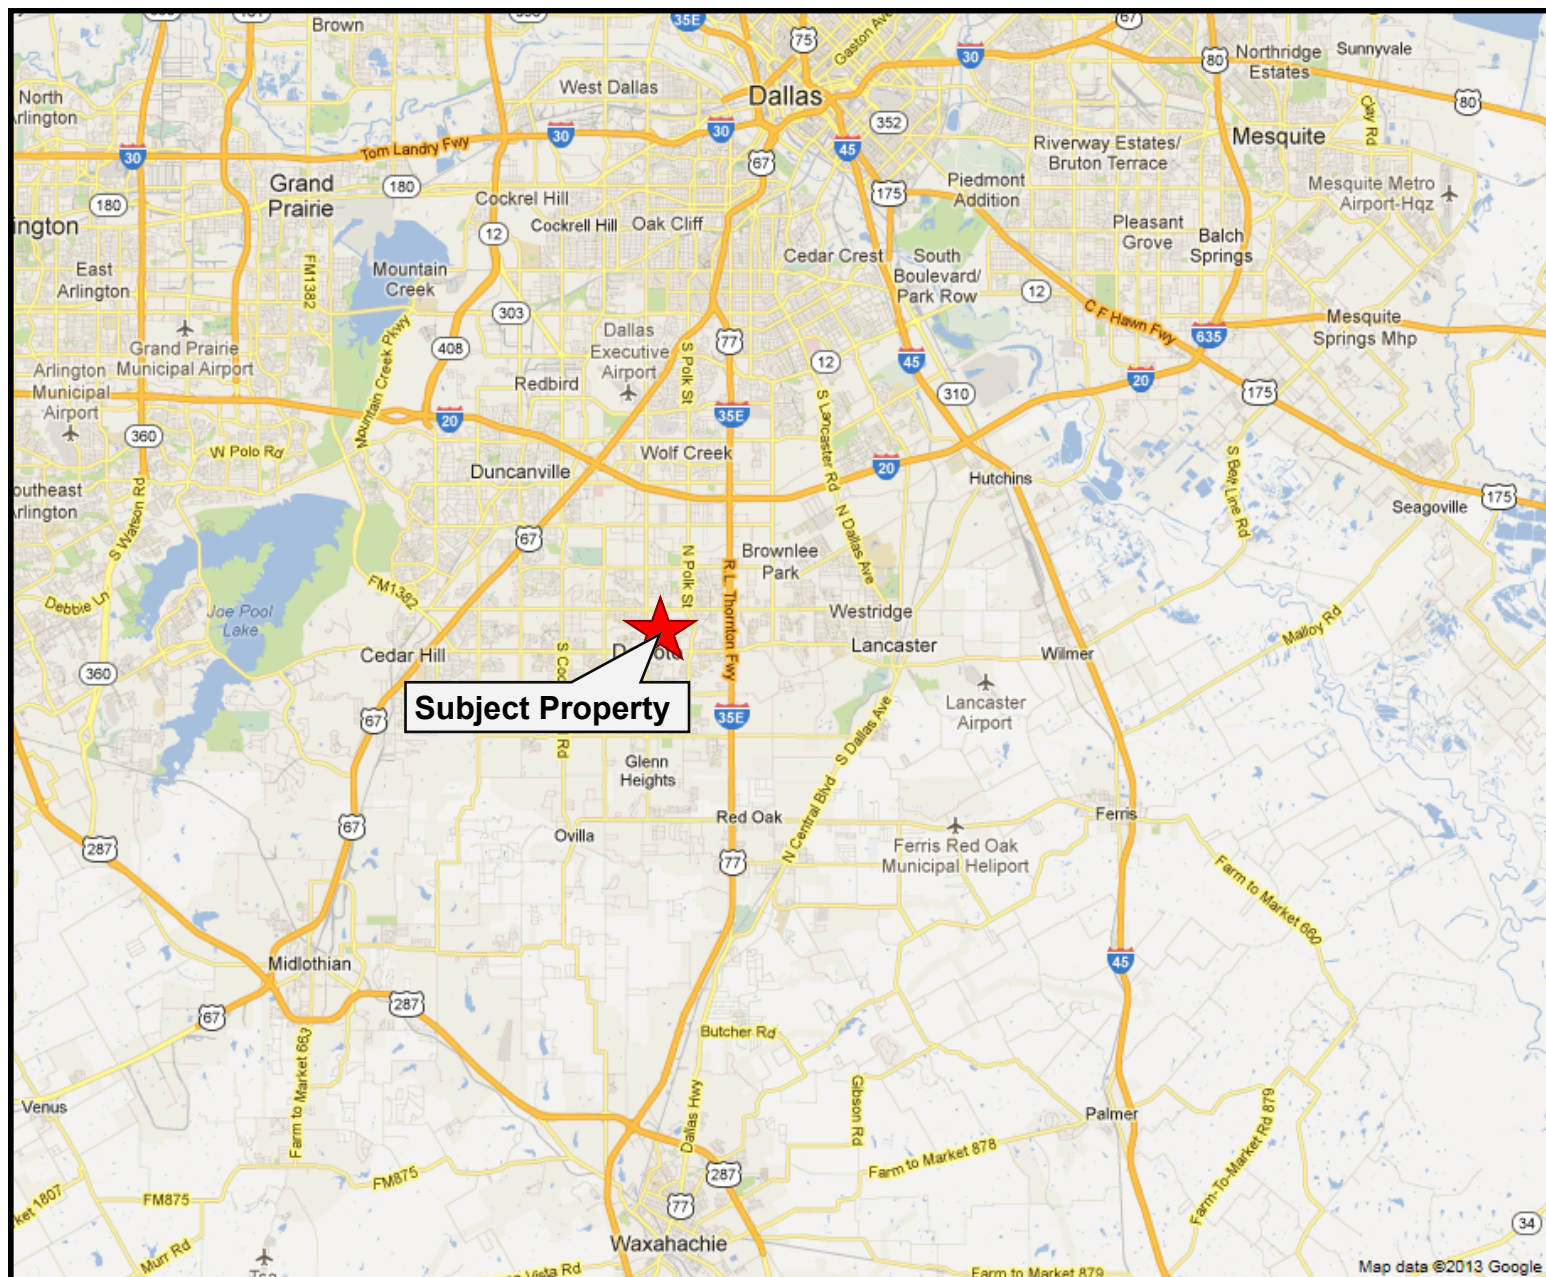 Brown
35E
67
75
Gaston Ave
30
80
Northridge
Estates
Sunnyvale
North
Arlington
West Dallas
Dallas
80
Clay Rd
352
30
30
30
Tom Landry Fwy
45
67
Riverway Estates/
Bruton Terrace
Mesquite
Grand
Prairie
180
180
175
Piedmont
Addition
Mesquite Metro
Airport-Hqz
Cockrel Hill
Cockrell Hill
Oak Cliff
ington
12
Pleasant
Grove
Balch
Springs
East
Arlington
FM1382
Mountain
Creek
Cedar Crest
South
Boulevard/
Park Row
12
303
C F Hawn Fwy
Mesquite
Springs Mhp
635
Grand Prairie
Municipal Airport
408
Mountain Creek Pkwy
Dallas
Executive
Airport
S Polk St
77
12
45
Arlington
Municipal
Airport
Redbird
20
310
175
35E
S Lancaster Rd
20
360
W Polo Rd
Duncanville
Wolf Creek
20
Hutchins
S Belt Line Rd
Seagoville
175
outheast
Arlington
S Watson Rd
67
N Dallas Ave
Brownlee
Park
N Polk St
R.L. Thornton Fwy
FM1382
Debbie Ln
Joe Pool
Lake
Westridge
Lancaster
Malloy Rd
Wilmer
Cedar Hill
360
Subject Property
67
35E
Lancaster
Airport
S Dallas Ave
Rd
Glenn
Heights
Red Oak
N Central Blvd
Ferris
67
287
Ovilla
77
Ferris Red Oak
Municipal Heliport
Farm to Market 660
Midlothian
45
287
67
Butcher Rd
Farm to Market 663
Venus
Dallas Hwy
Gibson Rd
Palmer
Farm-To-Market Rd 879
Farm to Market 878
287
FM875
FM875
ket 1807
77
34
Waxahachie
Murr Rd
Vista Rd
Farm to Market 879
Map data ©2013 Google